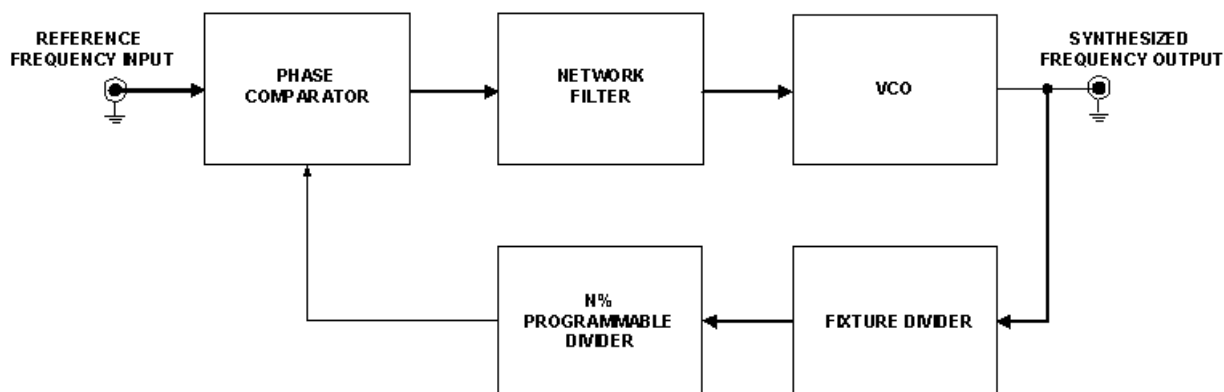 REFERENCE
FREQUENCY INPUT
PHASE
COMPARATOR
NETWORK
FILTER
VCO
SYNTHESIZED
FREQUENCY OUTPUT
N%
PROGRAMMABLE
DIVIDER
FIXTURE DIVIDER